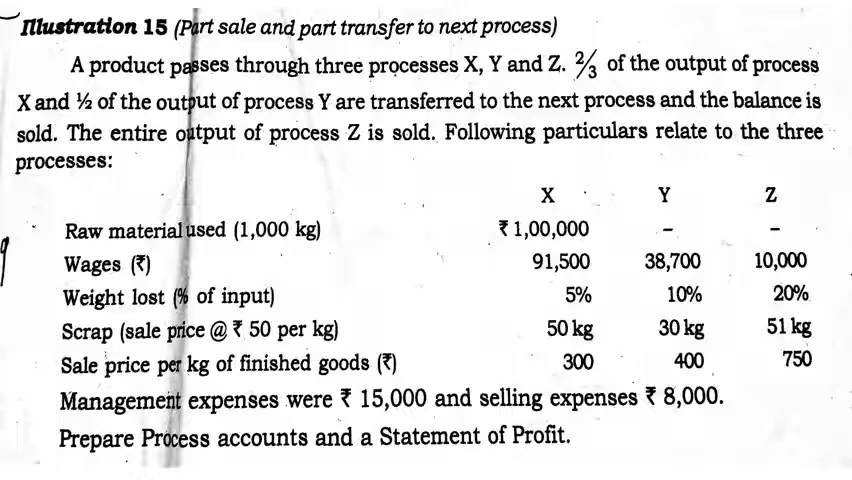 Illustration 15 (Part sale and part transfer to next process)
A product passes through three processes X, Y and Z. ⅔ of the output of process
X and ½ of the output of process Y are transferred to the next process and the balance is
sold. The entire output of process Z is sold. Following particulars relate to the three
processes:
X Y Z
Raw material used (1,000 kg) ₹ 1,00,000 – –
Wages (₹) 91,500 38,700 10,000
Weight lost (% of input) 5% 10% 20%
Scrap (sale price @ ₹ 50 per kg) 50 kg 30 kg 51 kg
Sale price per kg of finished goods (₹) 300 400 750
Management expenses were ₹ 15,000 and selling expenses ₹ 8,000.
Prepare Process accounts and a Statement of Profit.